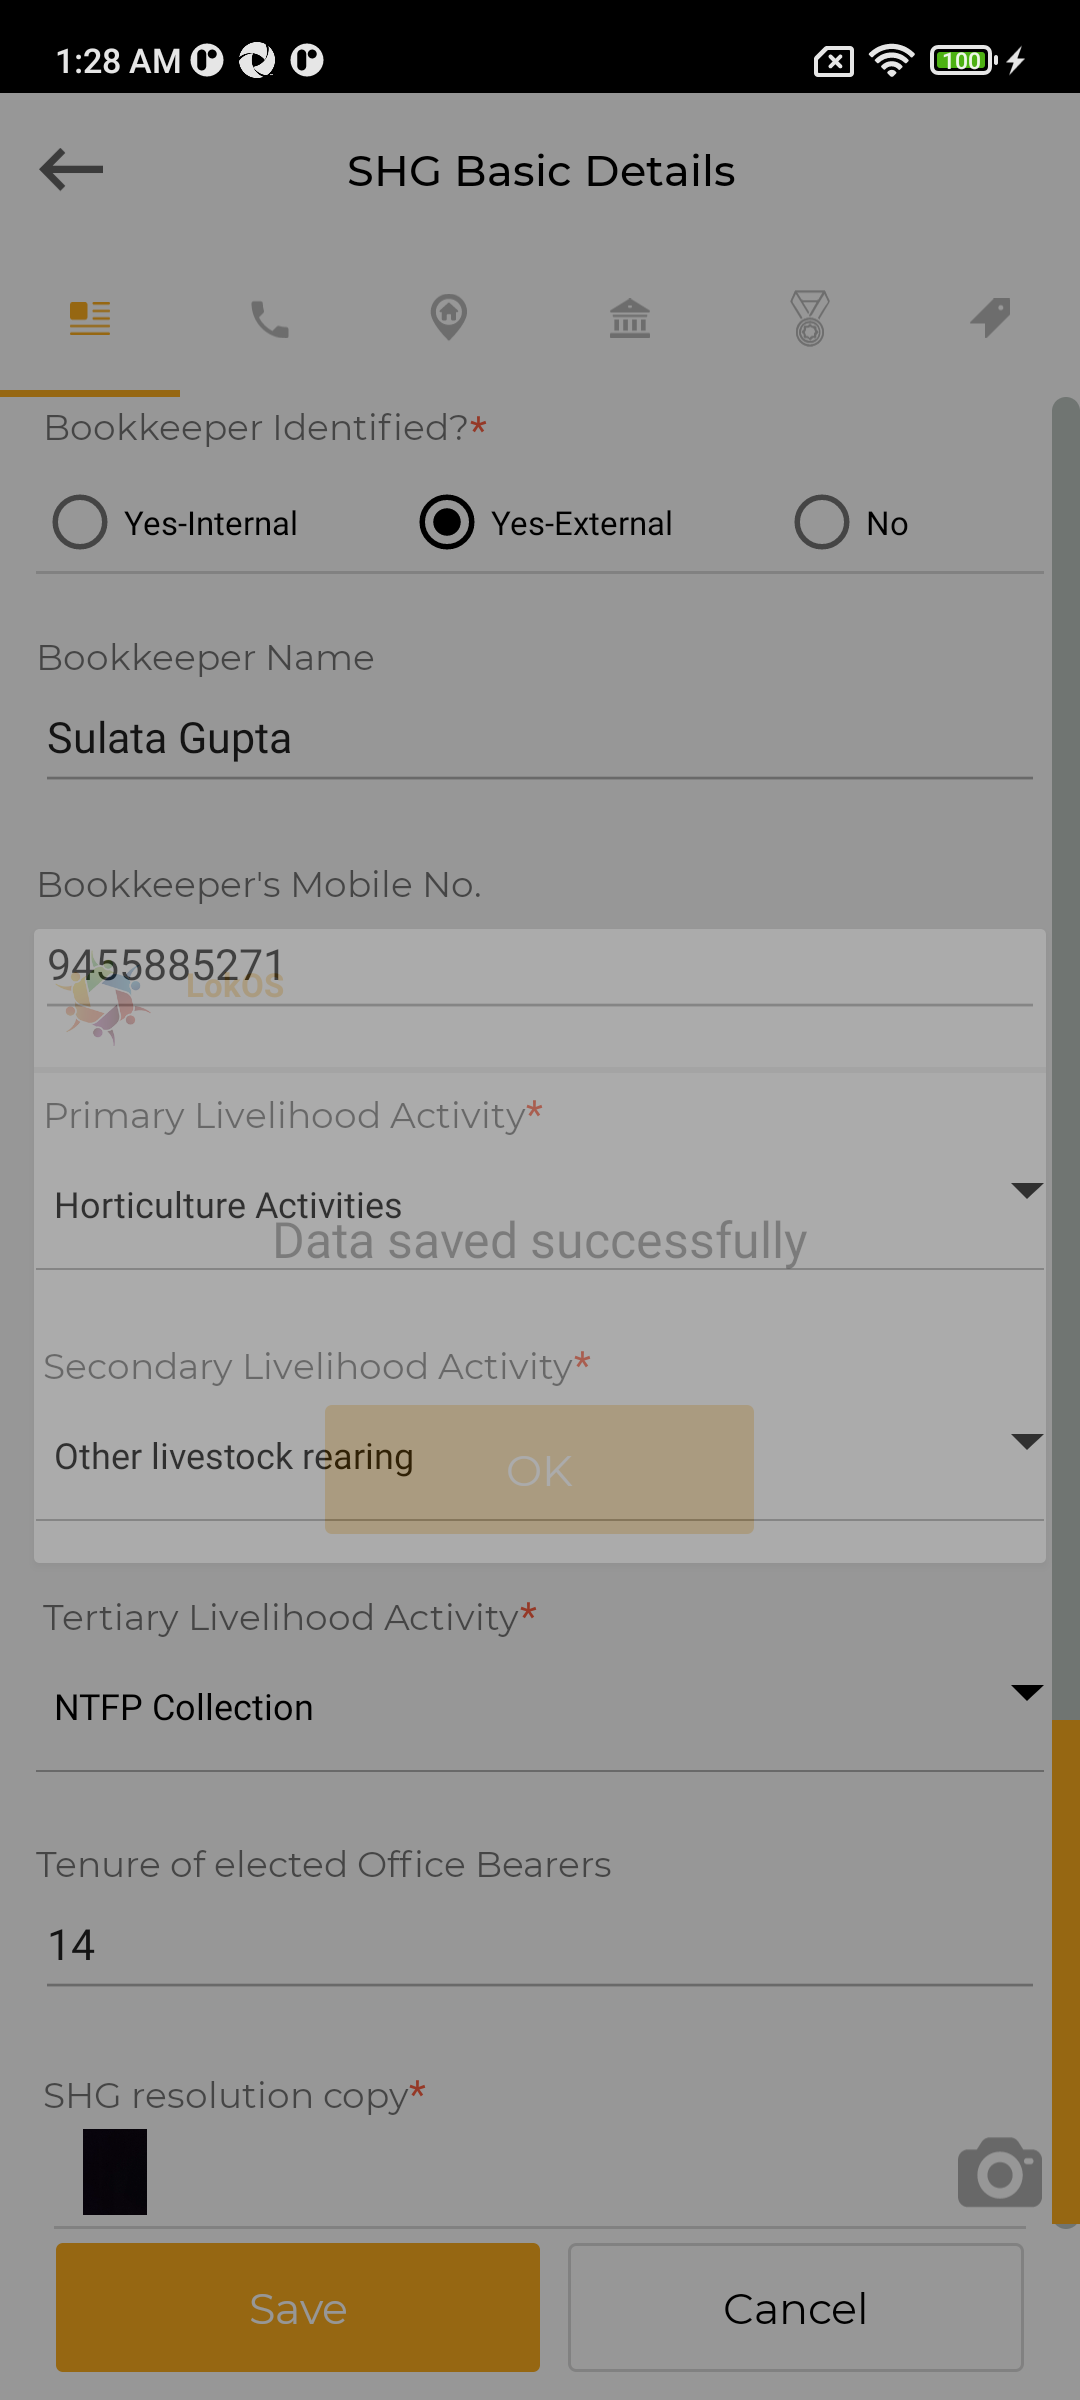 1:28 AM
100
SHG Basic Details
Bookkeeper Identified?*
Yes-Internal
Yes-External
No
Bookkeeper Name
Sulata Gupta
Bookkeeper's Mobile No.
9455885271
LokOS
Primary Livelihood Activity*
Horticulture Activities
Data saved successfully
Secondary Livelihood Activity*
Other livestock rearing
OK
Tertiary Livelihood Activity*
NTFP Collection
Tenure of elected Office Bearers
14
SHG resolution copy*
Save
Cancel